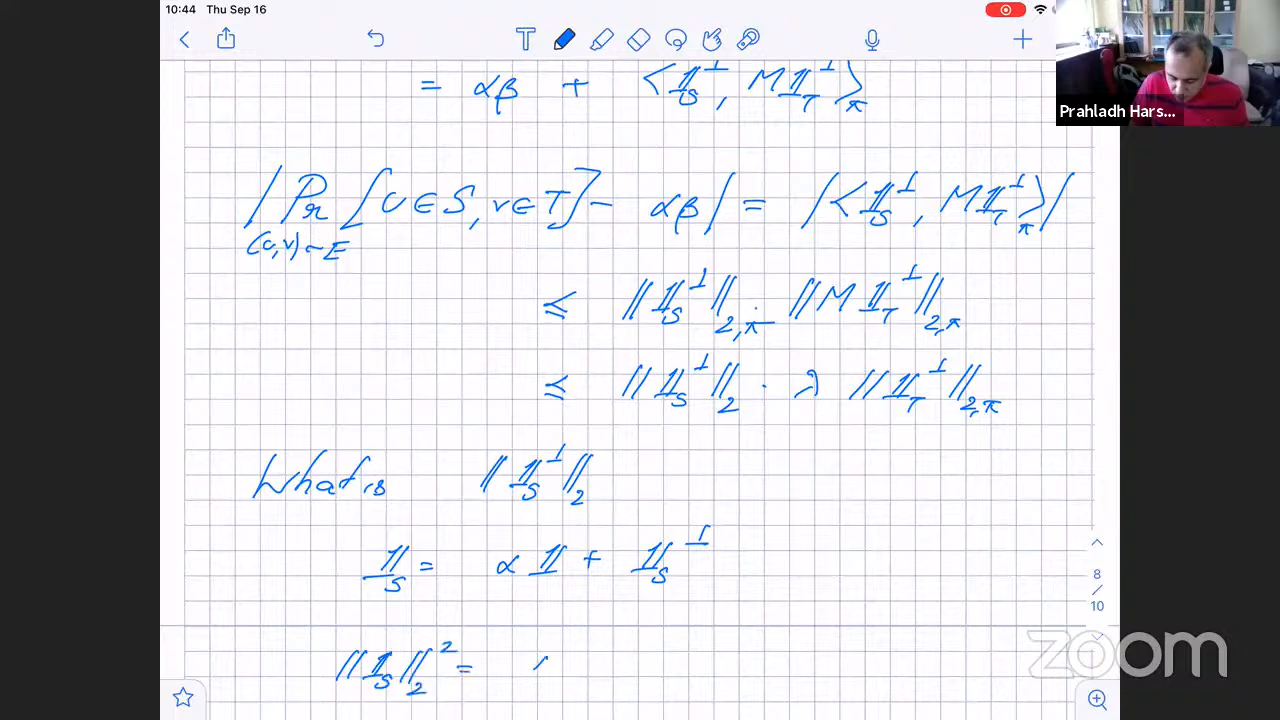 10:44 Thu Sep 16
= αβ + ⟨𝟙_S^⊥, M𝟙_T^⊥⟩_π
Prahladh Hars...
|Pr_{(u,v)~E} [U∈S, v∈T] - αβ| = |⟨𝟙_S^⊥, M𝟙_T^⊥⟩_π|
≤ ||𝟙_S^⊥||_{2,π} ||M𝟙_T^⊥||_{2,π}
≤ ||𝟙_S^⊥||_2 · λ ||𝟙_T^⊥||_{2,π}
What is ||𝟙_S^⊥||_2
𝟙_S = α𝟙 + 𝟙_S^⊥
8
/
10
||𝟙_S||_2^2 =
zoom